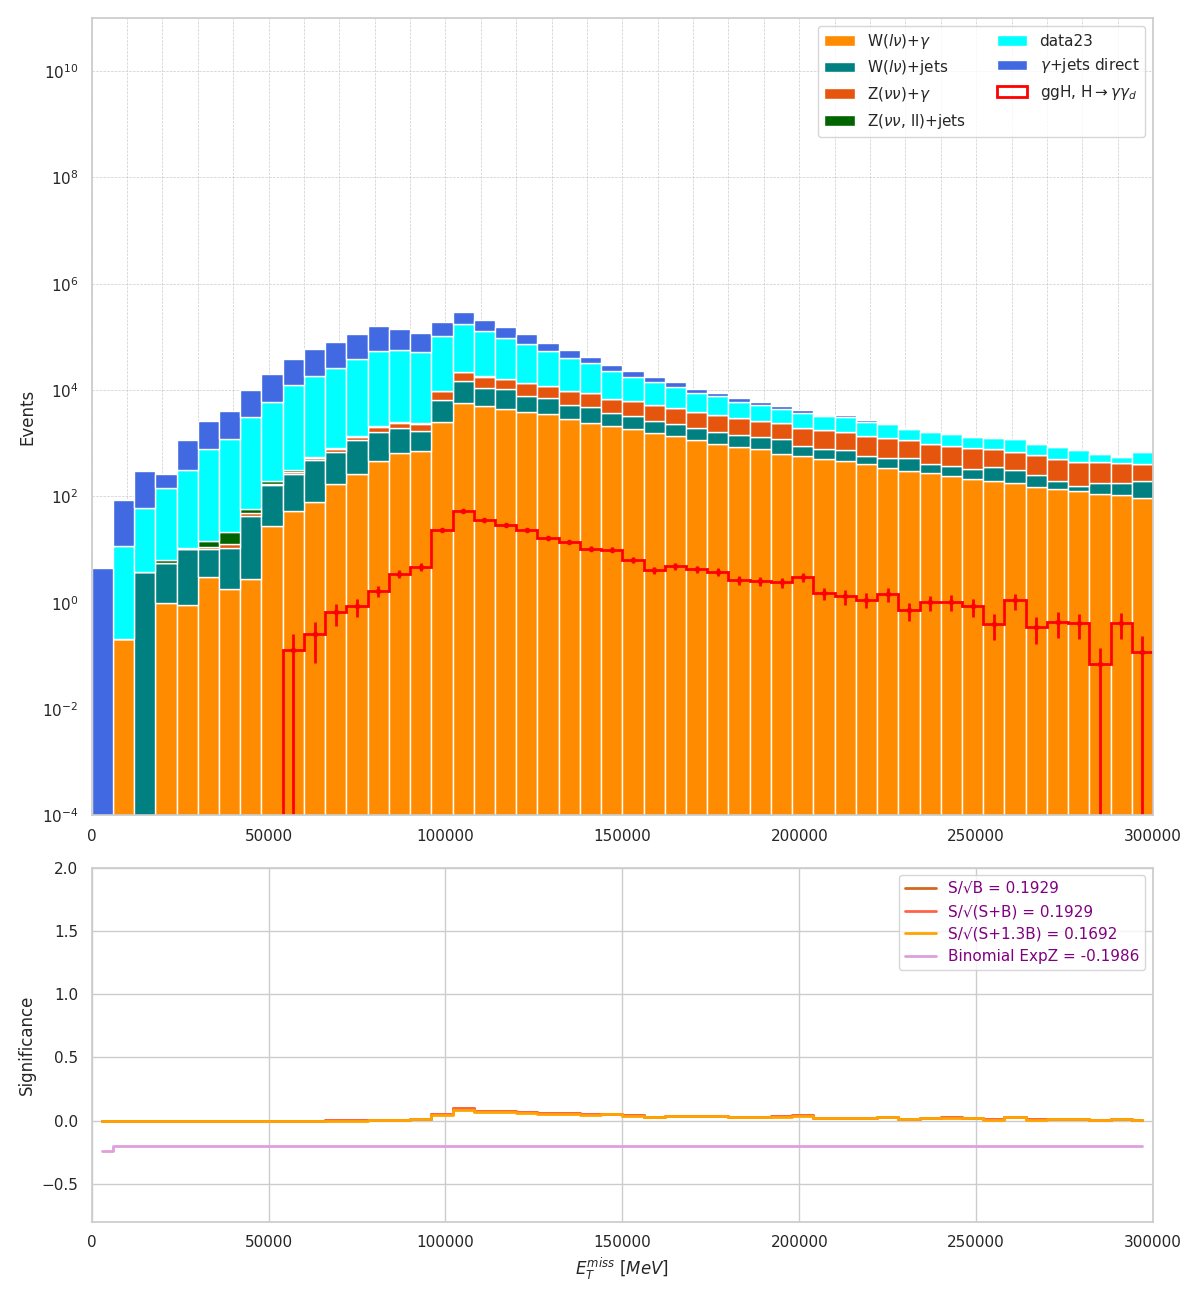 Events
10^{10}
10^{8}
10^{6}
10^{4}
10^{2}
10^{0}
10^{-2}
10^{-4}
W(lν)+γ
W(lν)+jets
Z(νν)+γ
Z(νν, ll)+jets
data23
γ+jets direct
ggH, H→γγ_{d}
0 50000 100000 150000 200000 250000 300000
Significance
2.0
1.5
1.0
0.5
0.0
−0.5
S/√B = 0.1929
S/√(S+B) = 0.1929
S/√(S+1.3B) = 0.1692
Binomial ExpZ = -0.1986
0 50000 100000 150000 200000 250000 300000
E_{T}^{miss} [MeV]